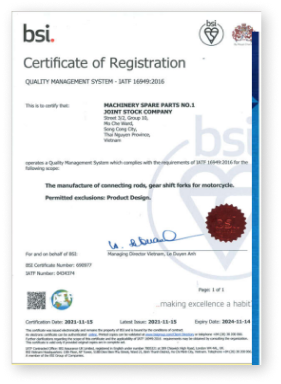 bsi.
bsi
Certificate of Registration
QUALITY MANAGEMENT SYSTEM - IATF 16949:2016
This is to certify that:
MACHINERY SPARE PARTS NO.1
JOINT STOCK COMPANY
Street 3/2, Group 10,
Mo Che Ward,
Song Cong City,
Thai Nguyen Province,
Vietnam
operates a Quality Management System which complies with the requirements of IATF 16949:2016 for the
following scope:
The manufacture of connecting rods, gear shift forks for motorcycle.
Permitted exclusions: Product Design.
bsi
For and on behalf of BSI:
Managing Director Vietnam, Le Duyen Anh
BSI Certificate Number:
IATF Number: 0434374
Page: 1 of 1
...making excellence a habit
Certification Date: 2021-11-15
Latest Issue: 2021-11-15
Expiry Date: 2024-11-14